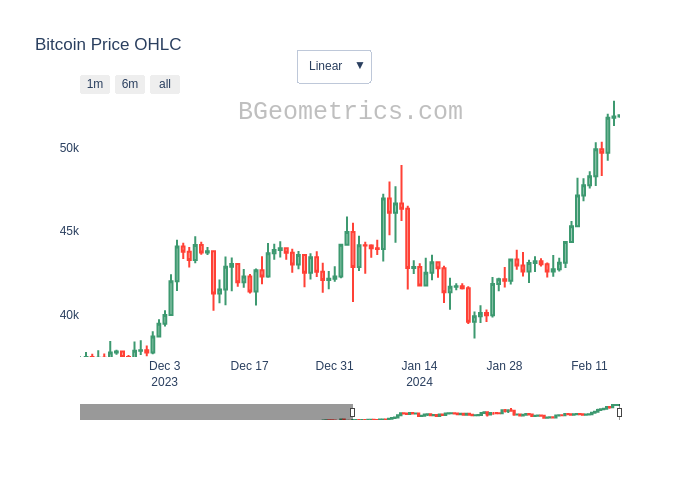 Bitcoin Price OHLC
Linear ▼
1m 6m all
BGeometrics.com
50k
45k
40k
Dec 3 Dec 17 Dec 31 Jan 14 Jan 28 Feb 11
2023 2024